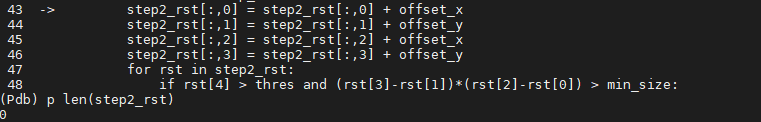 43  ->         step2_rst[:,0] = step2_rst[:,0] + offset_x
44             step2_rst[:,1] = step2_rst[:,1] + offset_y
45             step2_rst[:,2] = step2_rst[:,2] + offset_x
46             step2_rst[:,3] = step2_rst[:,3] + offset_y
47             for rst in step2_rst:
48                 if rst[4] > thres and (rst[3]-rst[1])*(rst[2]-rst[0]) > min_size:
(Pdb) p len(step2_rst)
0